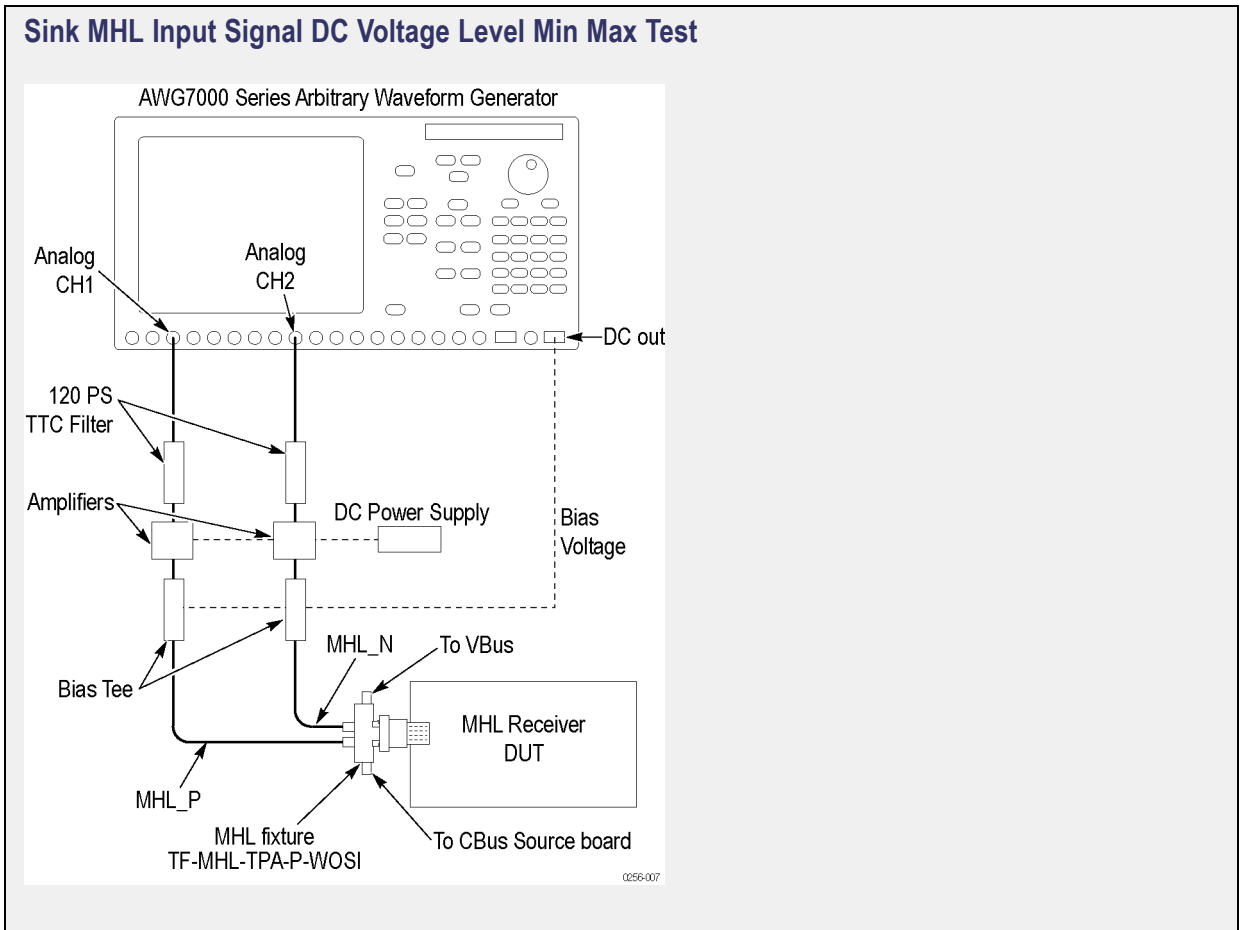 Sink MHL Input Signal DC Voltage Level Min Max Test
AWG7000 Series Arbitrary Waveform Generator
Analog
CH1
Analog
CH2
DC out
120 PS
TTC Filter
Amplifiers
DC Power Supply
Bias
Voltage
Bias Tee
MHL_N
To VBus
MHL Receiver
DUT
MHL_P
MHL fixture
TF-MHL-TPA-P-WOSI
To CBus Source board
0256-007